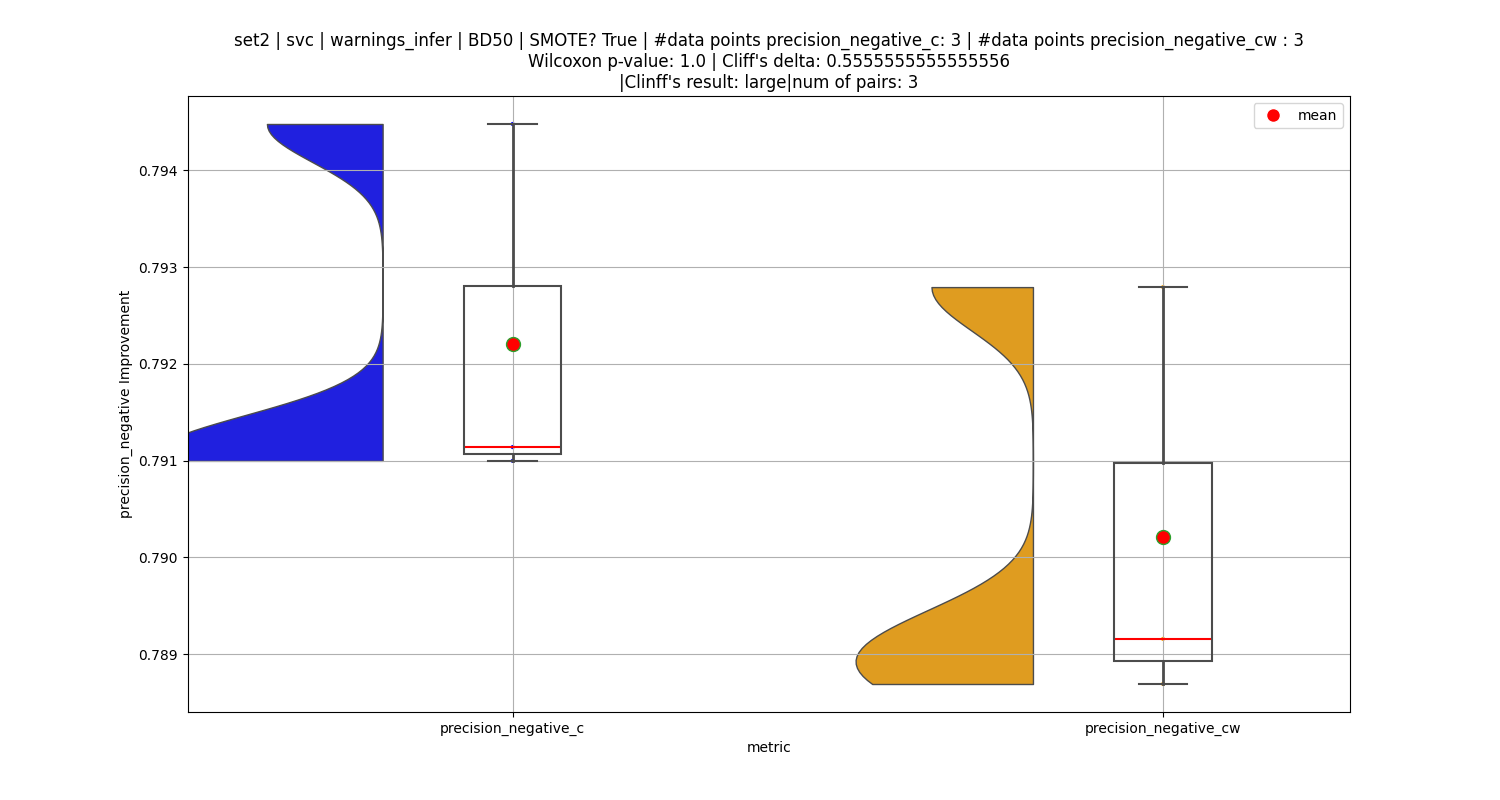 set2 | svc | warnings_infer | BD50 | SMOTE? True | #data points precision_negative_c: 3 | #data points precision_negative_cw : 3
Wilcoxon p-value: 1.0 | Cliff's delta: 0.5555555555555556
|Clinff's result: large|num of pairs: 3
mean
0.794
0.793
0.792
0.791
0.790
0.789
precision_negative Improvement
precision_negative_c
precision_negative_cw
metric